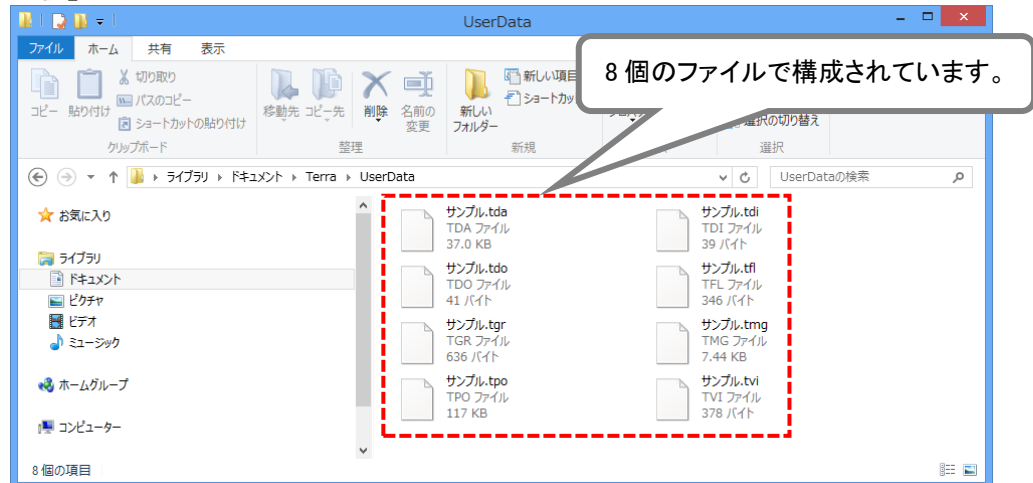 UserData
ファイル ホーム 共有 表示
8 個のファイルで構成されています。
コピー 貼り付け
切り取り
パスのコピー
ショートカットの貼り付け
クリップボード
移動先 コピー先 削除 名前の変更
整理
新しいフォルダー
新しい項目
ショートカッ
新規
選択の切り替え
選択
ライブラリ ドキュメント Terra UserData
UserDataの検索
お気に入り
ライブラリ
ドキュメント
ピクチャ
ビデオ
ミュージック
ホームグループ
コンピューター
サンプル.tda
TDA ファイル
37.0 KB
サンプル.tdi
TDI ファイル
39 バイト
サンプル.tdo
TDO ファイル
41 バイト
サンプル.tfl
TFL ファイル
346 バイト
サンプル.tgr
TGR ファイル
636 バイト
サンプル.tmg
TMG ファイル
7.44 KB
サンプル.tpo
TPO ファイル
117 KB
サンプル.tvi
TVI ファイル
378 バイト
8 個の項目